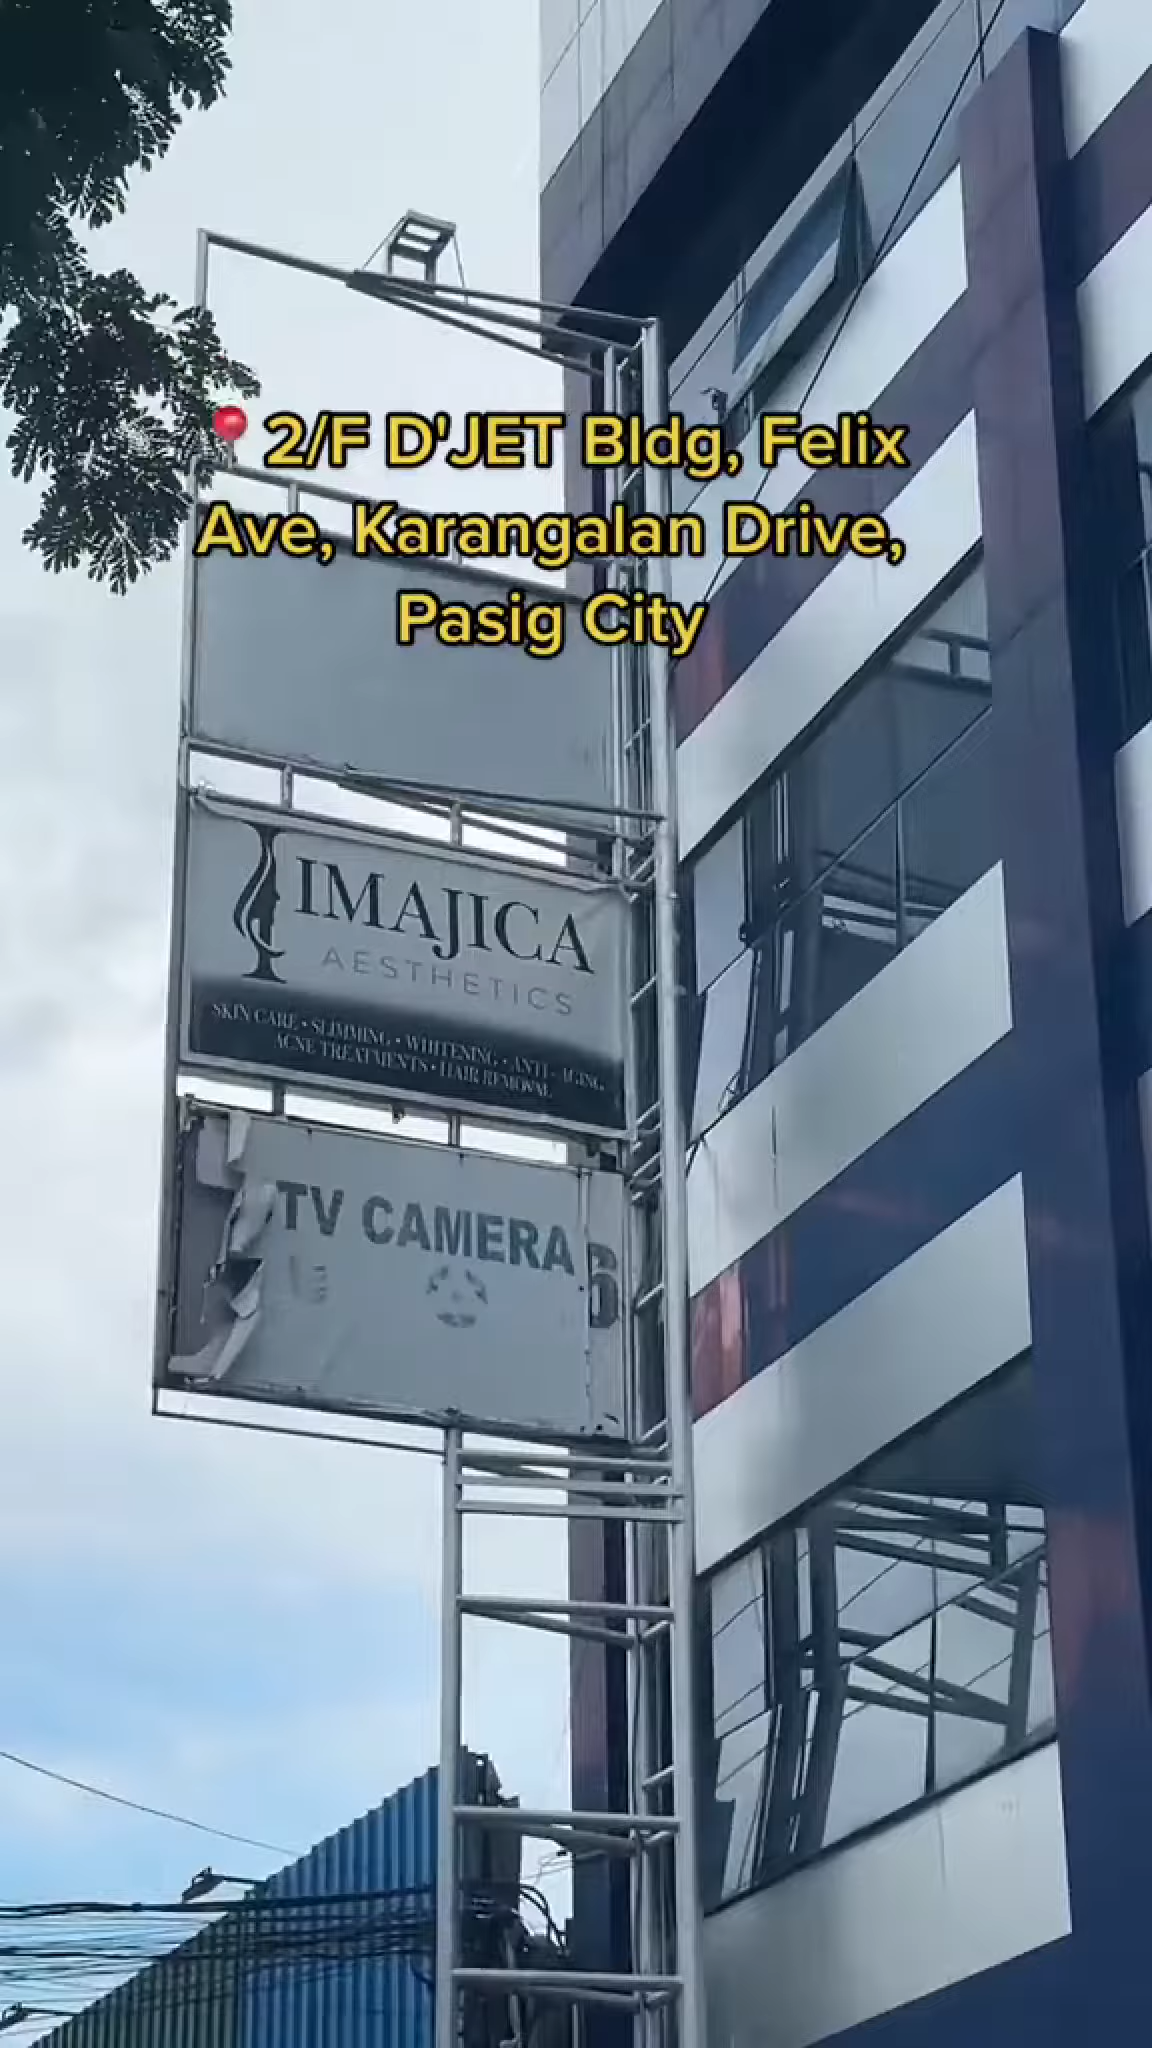 2/F D'JET Bldg, Felix
Ave, Karangalan Drive,
Pasig City
IMAJICA
AESTHETICS
SKIN CARE • SLIMMING • WHITENING • ANTI-AGING
ACNE TREATMENTS • HAIR REMOVAL
TV CAMERA
6